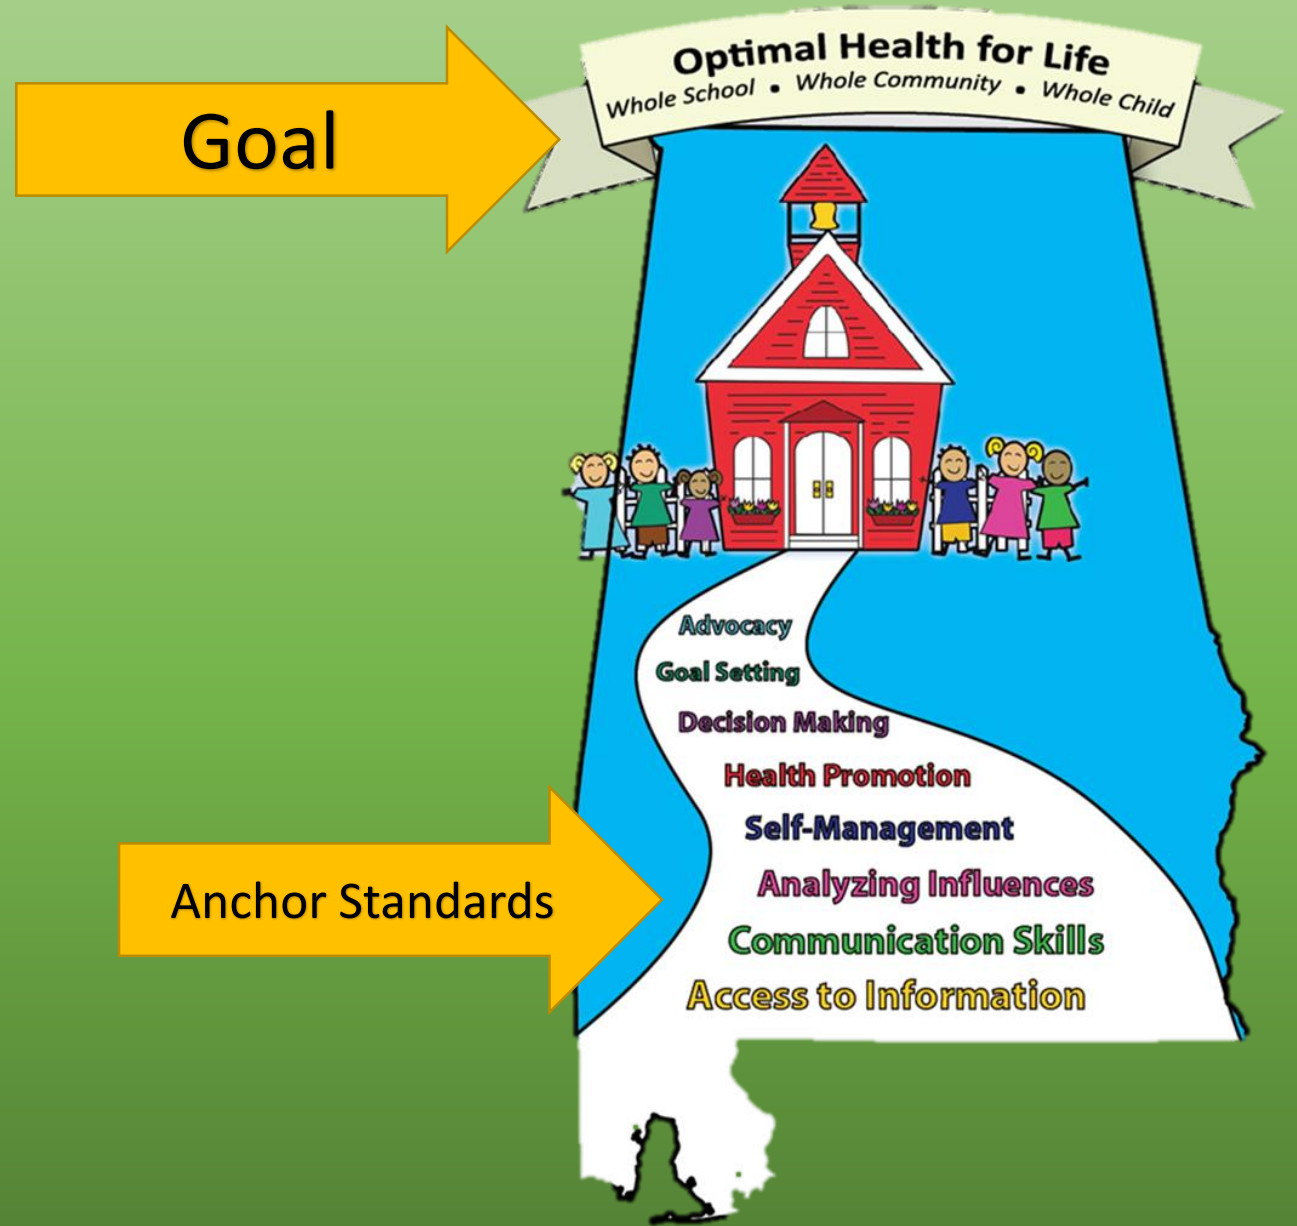 Optimal Health for Life
Whole School • Whole Community • Whole Child
Goal
Advocacy
Goal Setting
Decision Making
Health Promotion
Self-Management
Analyzing Influences
Anchor Standards
Communication Skills
Access to Information